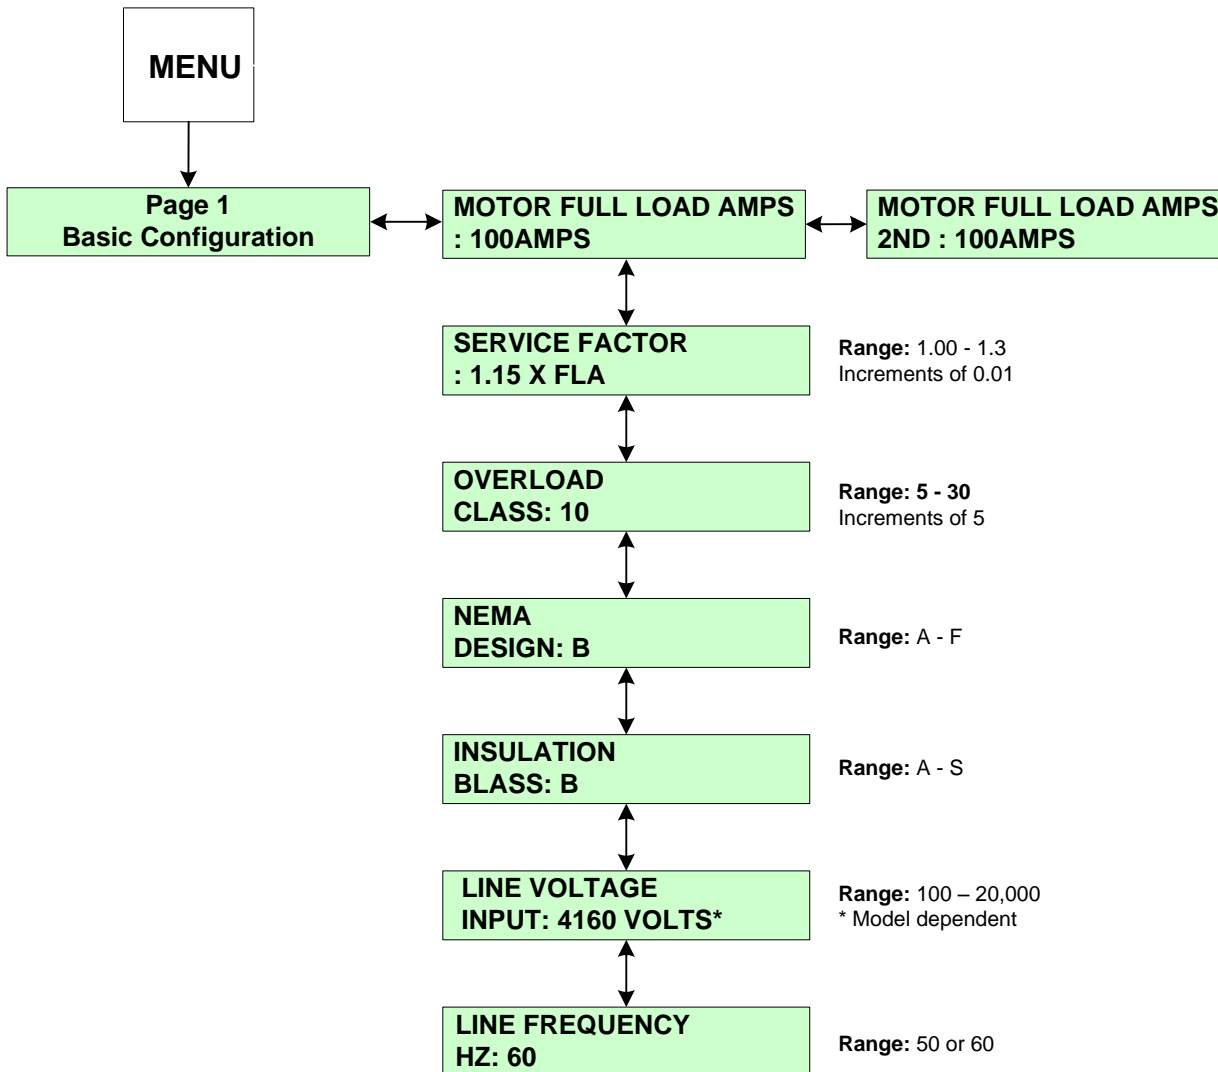 MENU
Page 1
Basic Configuration
MOTOR FULL LOAD AMPS
: 100AMPS
MOTOR FULL LOAD AMPS
2ND : 100AMPS
SERVICE FACTOR
: 1.15 X FLA
Range: 1.00 - 1.3
Increments of 0.01
OVERLOAD
CLASS: 10
Range: 5 - 30
Increments of 5
NEMA
DESIGN: B
Range: A - F
INSULATION
BLASS: B
Range: A - S
LINE VOLTAGE
INPUT: 4160 VOLTS*
Range: 100 – 20,000
* Model dependent
LINE FREQUENCY
HZ: 60
Range: 50 or 60